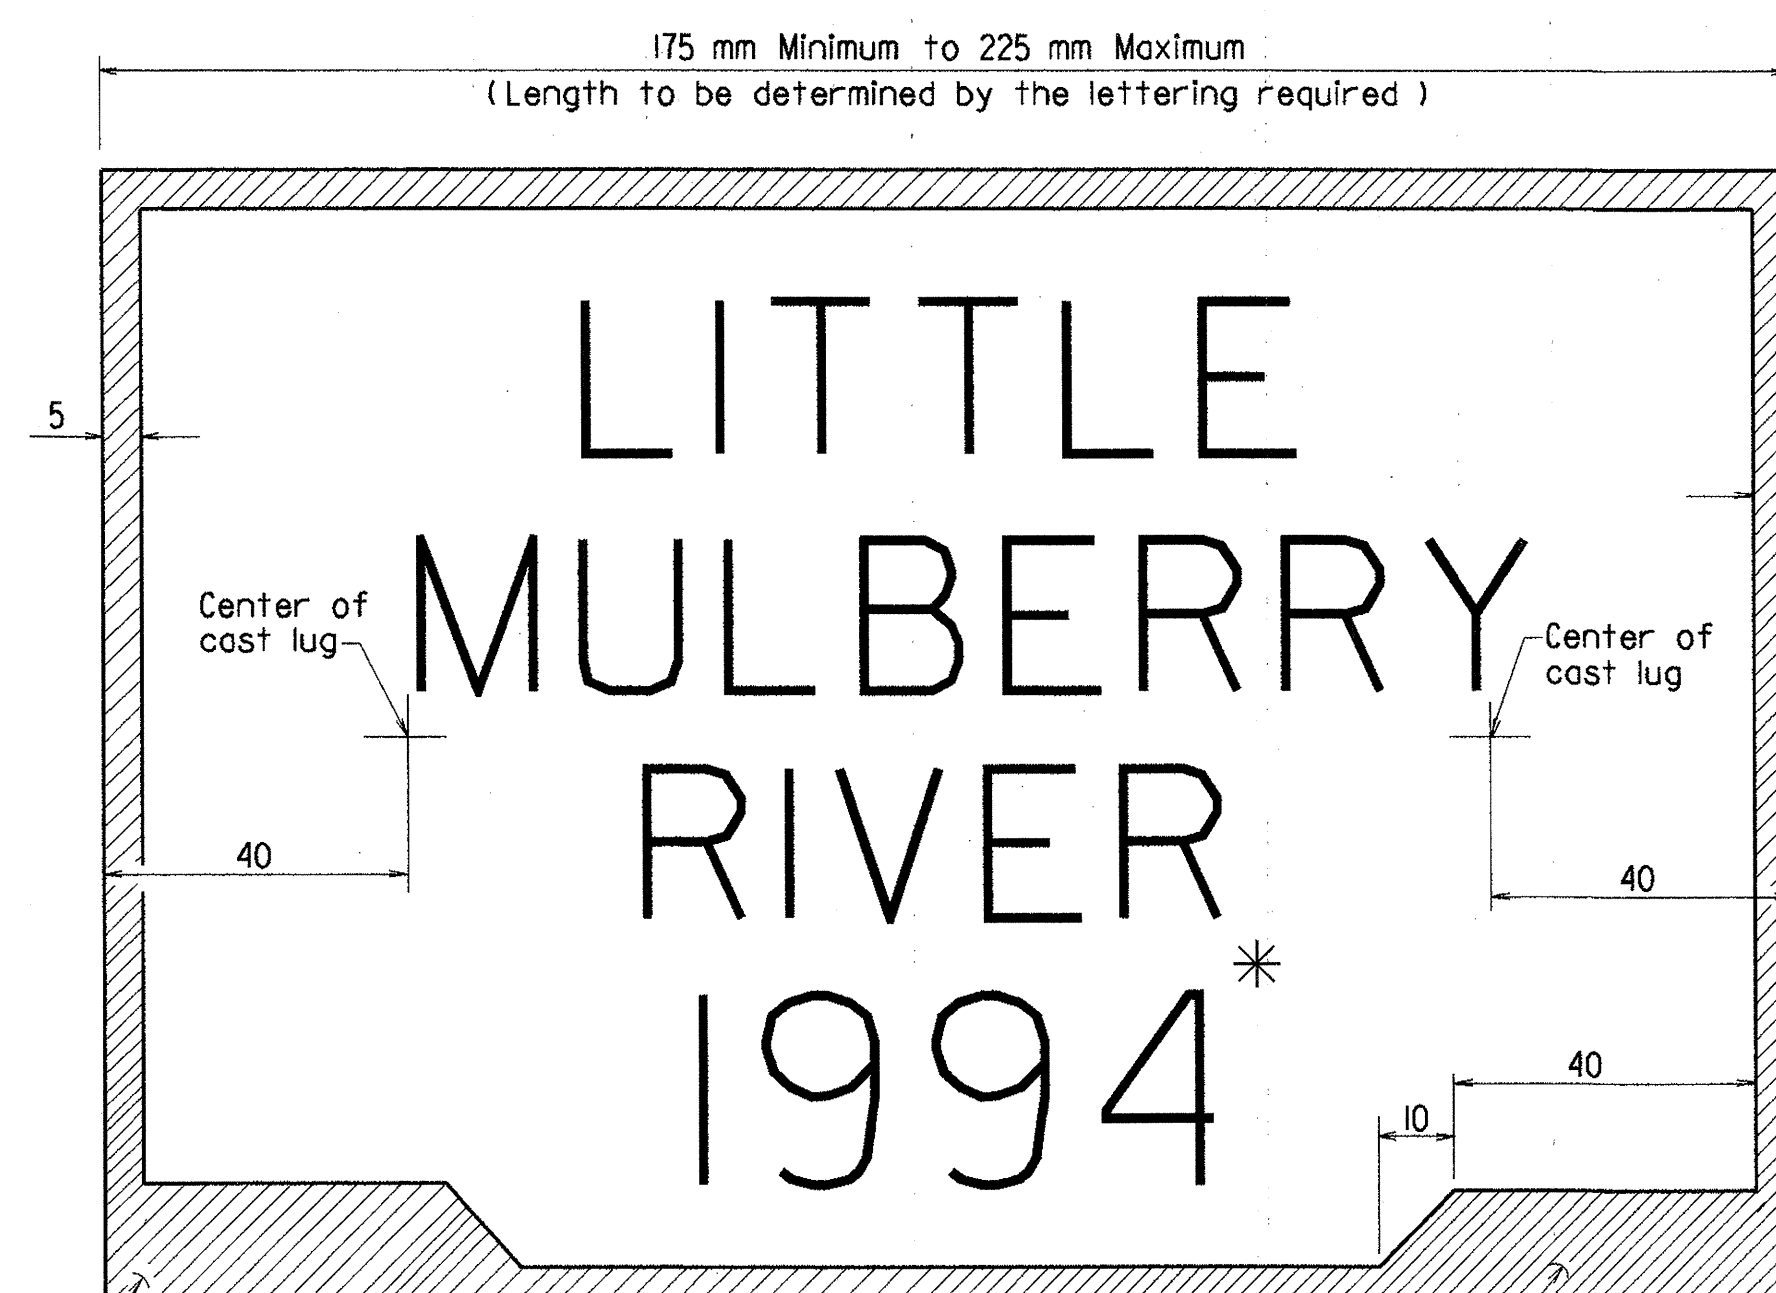 175 mm Minimum to 225 mm Maximum
(Length to be determined by the lettering required )
LITTLE
5
MULBERRY
Center of
cast lug
Center of
cast lug
RIVER
40
40
1994*
40
10